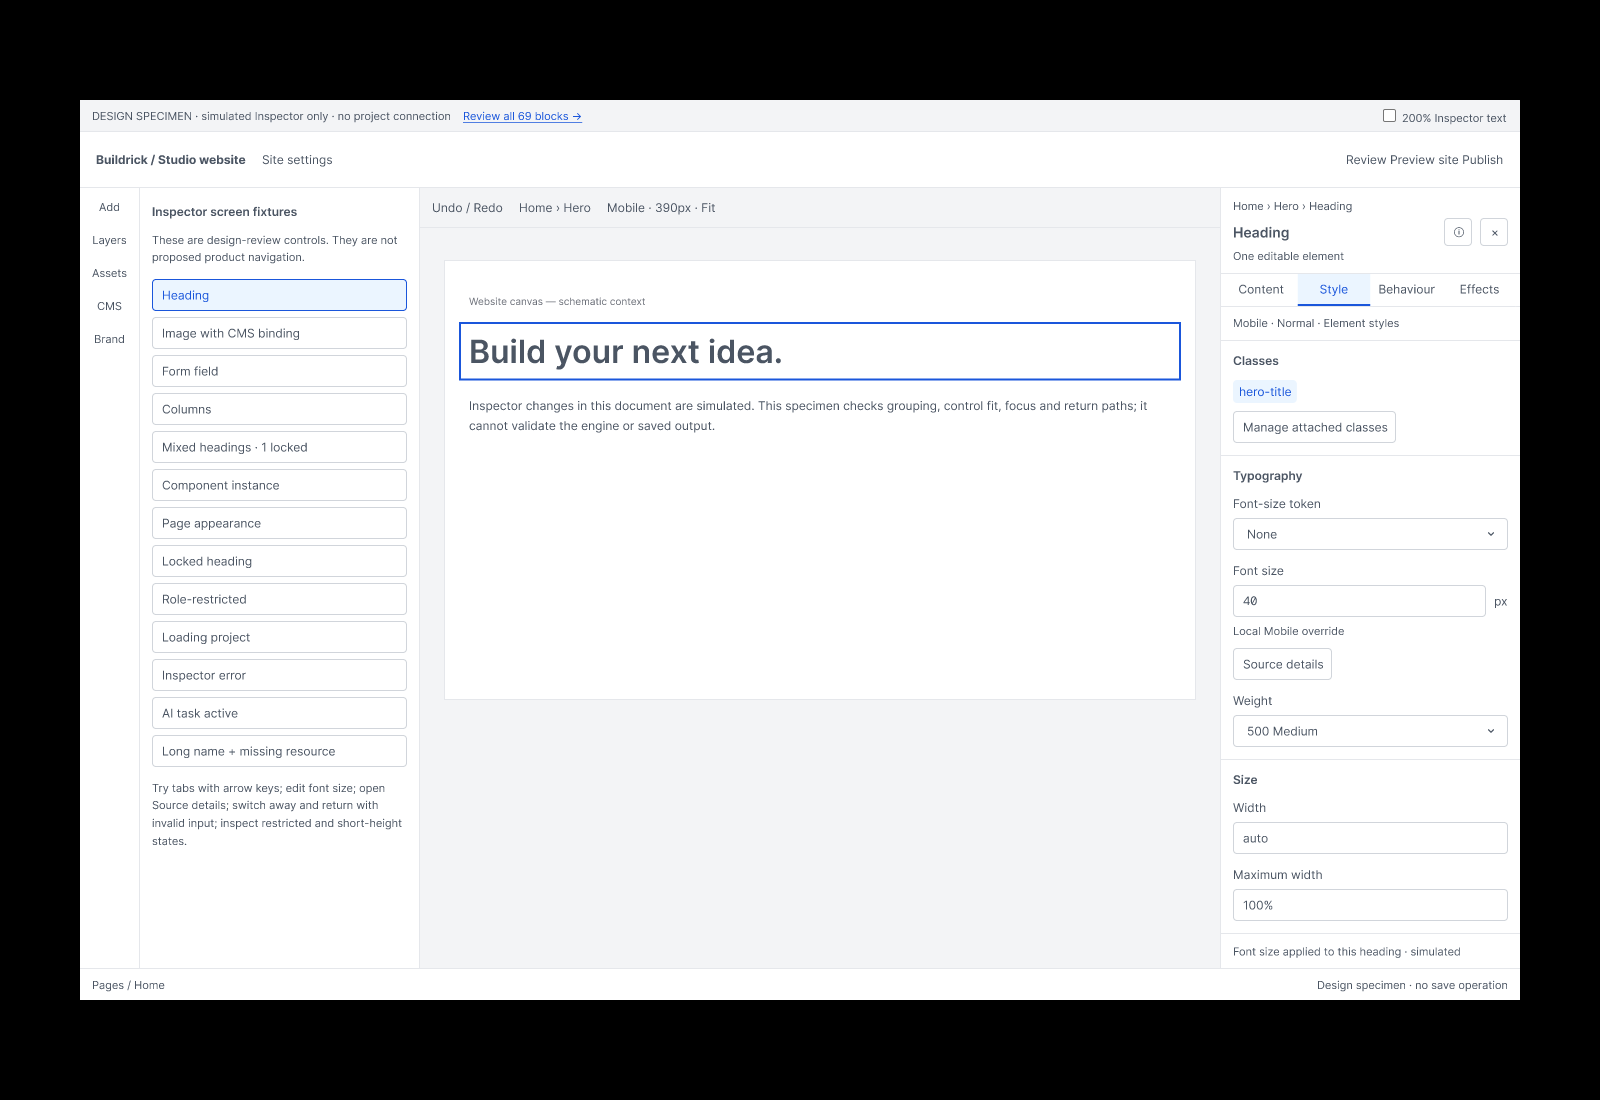 DESIGN SPECIMEN · simulated Inspector only · no project connection Review all 69 blocks →
200% Inspector text
Buildrick / Studio website Site settings
Review Preview site Publish
Add
Layers
Assets
CMS
Brand
Inspector screen fixtures
These are design-review controls. They are not
proposed product navigation.
Heading
Image with CMS binding
Form field
Columns
Mixed headings · 1 locked
Component instance
Page appearance
Locked heading
Role-restricted
Loading project
Inspector error
AI task active
Long name + missing resource
Try tabs with arrow keys; edit font size; open
Source details; switch away and return with
invalid input; inspect restricted and short-height
states.
Undo / Redo Home › Hero Mobile · 390px · Fit
Website canvas — schematic context
Build your next idea.
Inspector changes in this document are simulated. This specimen checks grouping, control fit, focus and return paths; it
cannot validate the engine or saved output.
Home › Hero › Heading
Heading
One editable element
Content Style Behaviour Effects
Mobile · Normal · Element styles
Classes
hero-title
Manage attached classes
Typography
Font-size token
None
Font size
40 px
Local Mobile override
Source details
Weight
500 Medium
Size
Width
auto
Maximum width
100%
Font size applied to this heading · simulated
Pages / Home
Design specimen · no save operation